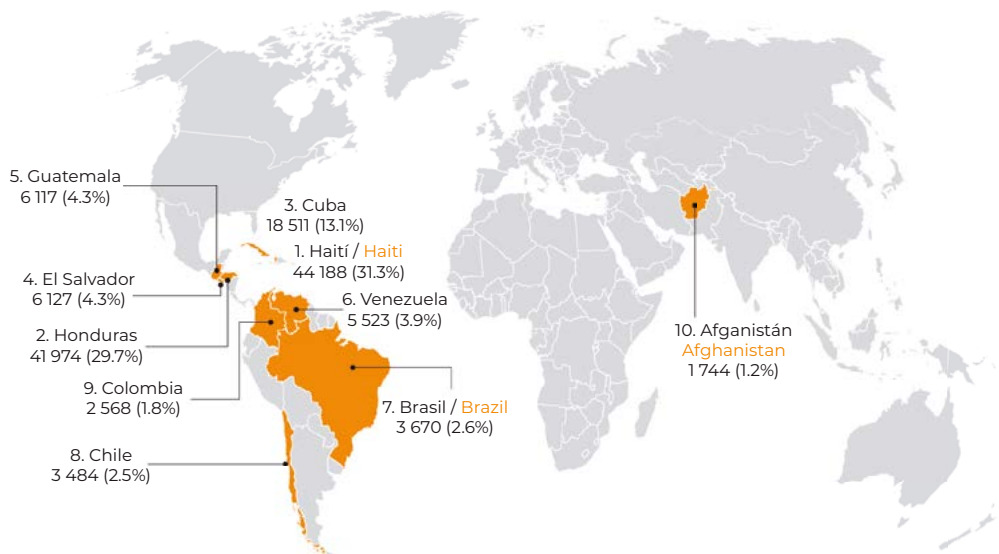 5. Guatemala
6 117 (4.3%)
3. Cuba
18 511 (13.1%)
1. Haití / Haiti
44 188 (31.3%)
4. El Salvador
6 127 (4.3%)
6. Venezuela
5 523 (3.9%)
2. Honduras
41 974 (29.7%)
10. Afganistán
Afghanistan
1 744 (1.2%)
9. Colombia
2 568 (1.8%)
7. Brasil / Brazil
3 670 (2.6%)
8. Chile
3 484 (2.5%)